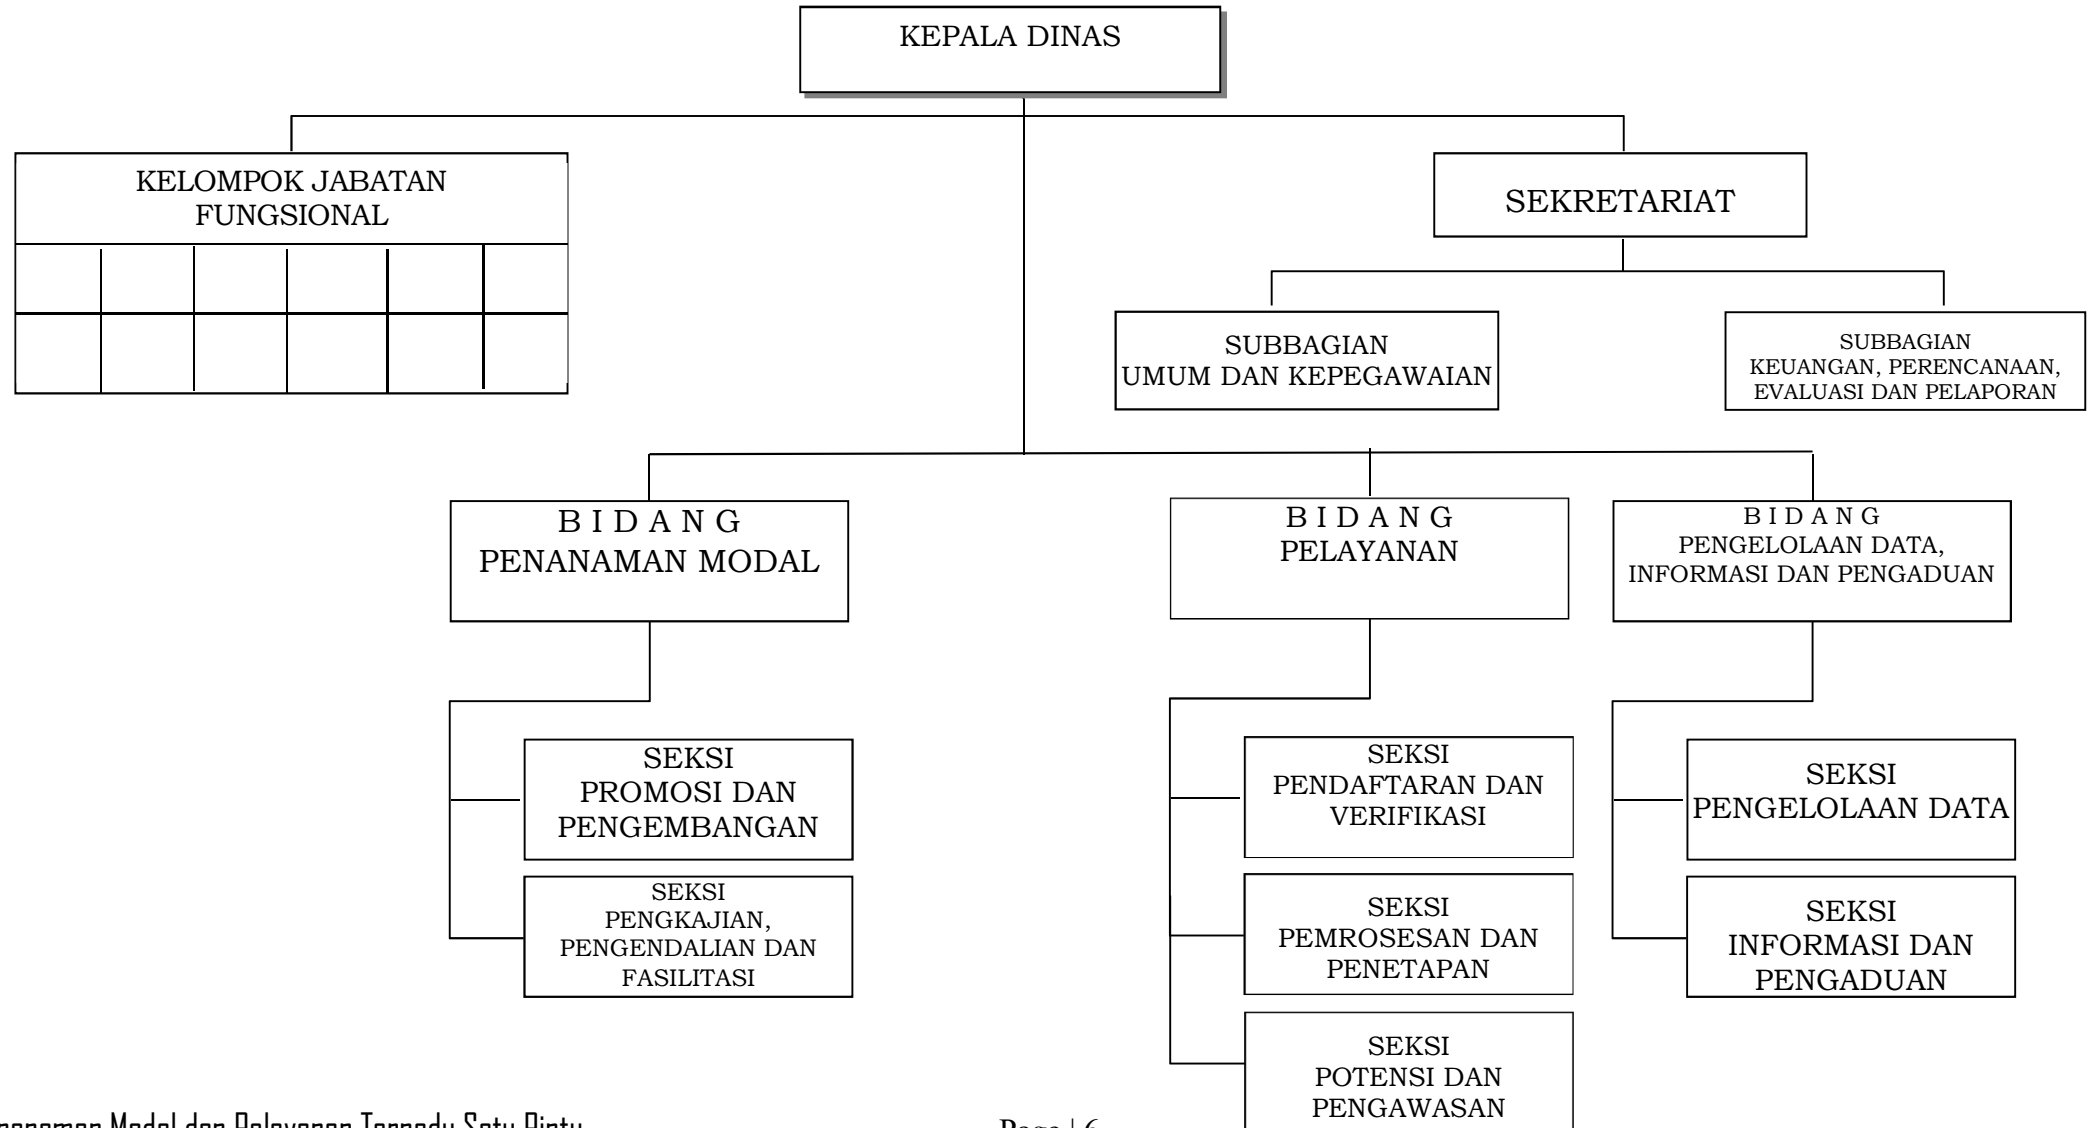 KEPALA DINAS
KELOMPOK JABATAN
FUNGSIONAL
SEKRETARIAT
SUBBAGIAN
UMUM DAN KEPEGAWAIAN
SUBBAGIAN
KEUANGAN, PERENCANAAN,
EVALUASI DAN PELAPORAN
B I D A N G
PENANAMAN MODAL
B I D A N G
PELAYANAN
B I D A N G
PENGELOLAAN DATA,
INFORMASI DAN PENGADUAN
SEKSI
PROMOSI DAN
PENGEMBANGAN
SEKSI
PENGKAJIAN,
PENGENDALIAN DAN
FASILITASI
SEKSI
PENDAFTARAN DAN
VERIFIKASI
SEKSI
PEMROSESAN DAN
PENETAPAN
SEKSI
POTENSI DAN
PENGAWASAN
SEKSI
PENGELOLAAN DATA
SEKSI
INFORMASI DAN
PENGADUAN
Modal dan Pelayanan Terpadu Satu Pintu
Page | 6